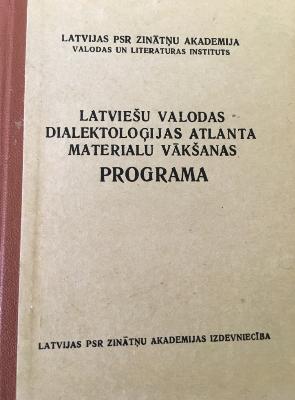 LATVIJAS PSR ZINĀTŅU AKADEMIJA
VALODAS UN LITERATURAS INSTITUTS
LATVIEŠU VALODAS
DIALEKTOLOĢIJAS ATLANTA
MATERIALU VĀKŠANAS
PROGRAMA
LATVIJAS PSR ZINĀTŅU AKADEMIJAS IZDEVNIECĪBA